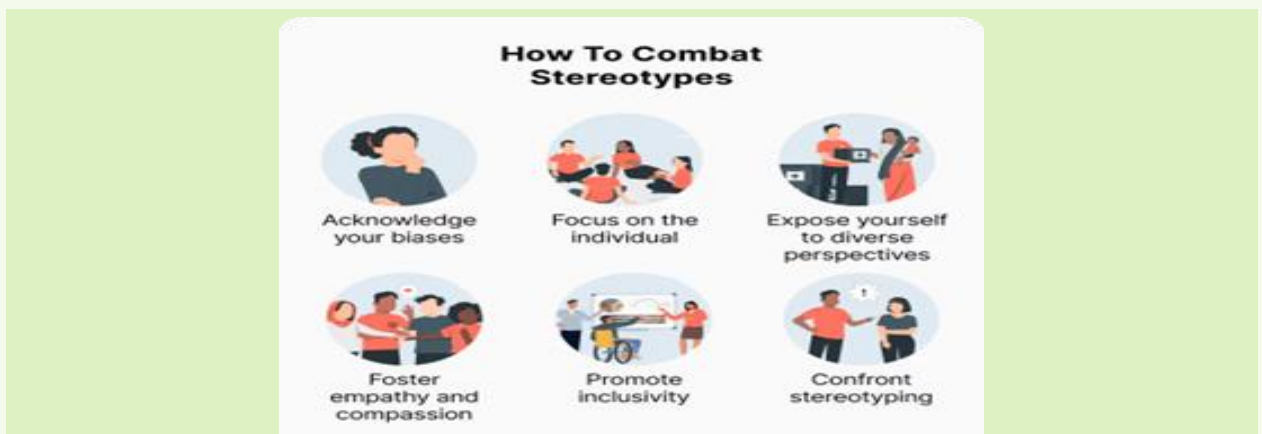 How To Combat
Stereotypes
Acknowledge
your biases
Focus on the
individual
Expose yourself
to diverse
perspectives
Foster
empathy and
compassion
Promote
inclusivity
Confront
stereotyping